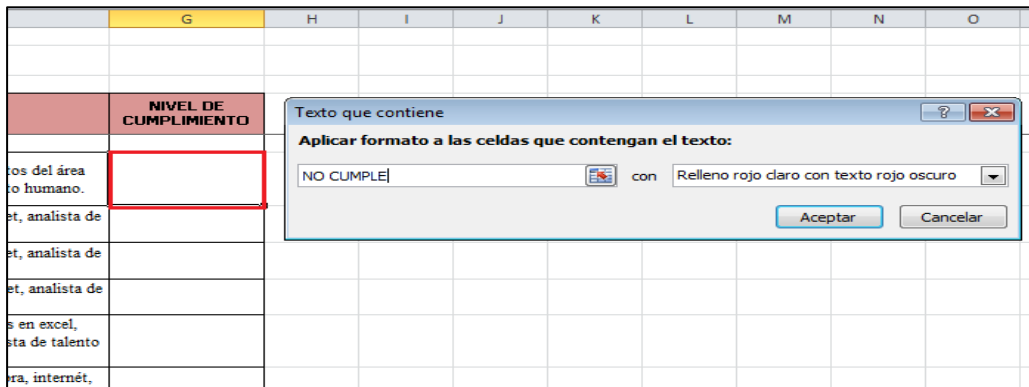 G H I J K L M N O
NIVEL DE
CUMPLIMIENTO
Texto que contiene
Aplicar formato a las celdas que contengan el texto:
NO CUMPLE con Relleno rojo claro con texto rojo oscuro
Aceptar Cancelar
tos del área
to humano.
et, analista de
et, analista de
et, analista de
s en excel,
sta de talento
ora, internét,